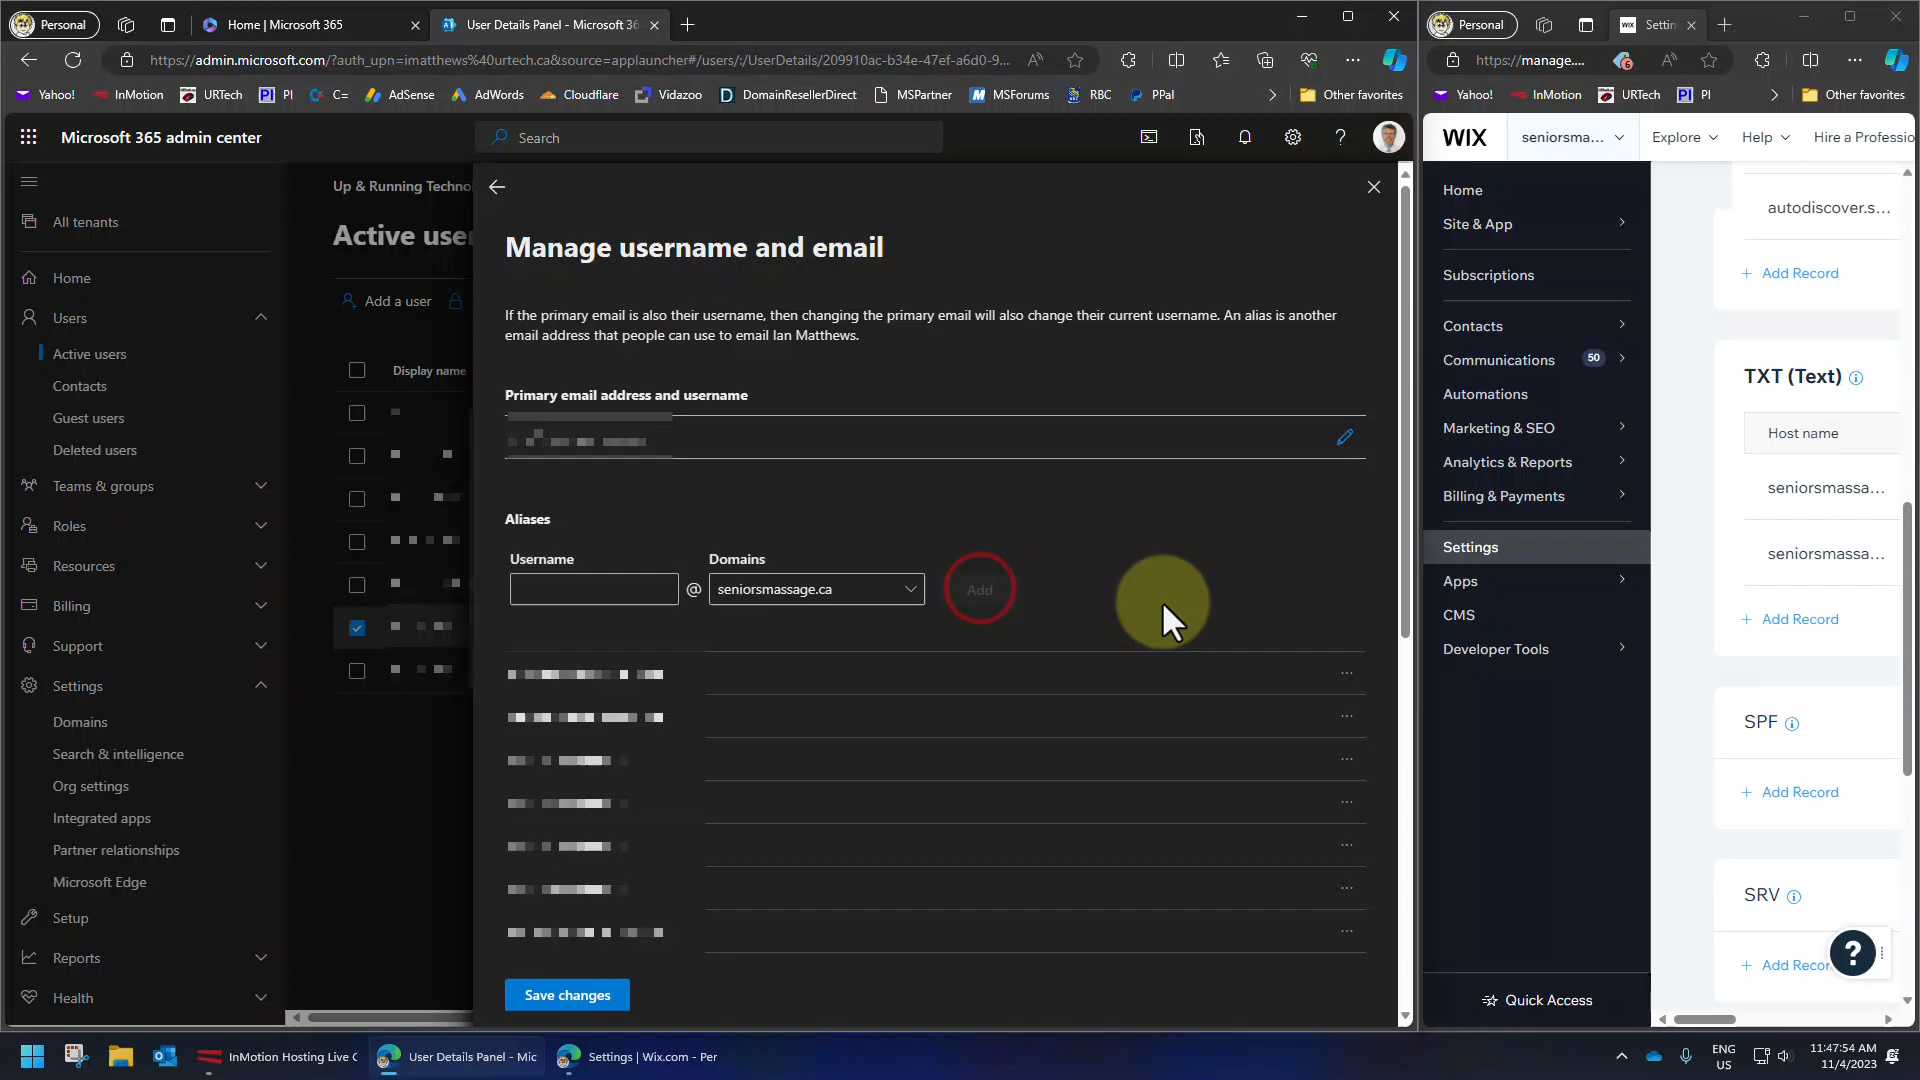 Personal
Home | Microsoft 365
User Details Panel - Microsoft 36
https://admin.microsoft.com/?auth_upn=imatthews%40urtech.ca&source=applauncher#/users/:/UserDetails/209910ac-b34e-47ef-a6d0-9...
Yahoo!
InMotion
URTech
PI
C=
AdSense
AdWords
Cloudflare
Vidazoo
DomainResellerDirect
MSPartner
MSForums
RBC
PPal
Other favorites
Microsoft 365 admin center
Search
All tenants
Home
Users
Active users
Contacts
Guest users
Deleted users
Teams & groups
Roles
Resources
Billing
Support
Settings
Domains
Search & intelligence
Org settings
Integrated apps
Partner relationships
Microsoft Edge
Setup
Reports
Health
Up & Running Techno
Active use
Add a user
Display name
Manage username and email
If the primary email is also their username, then changing the primary email will also change their current username. An alias is another
email address that people can use to email Ian Matthews.
Primary email address and username
Aliases
Username
Domains
@
seniorsmassage.ca
Add
Save changes
Personal
Settin
https://manage....
6
Yahoo!
InMotion
URTech
PI
Other favorites
WIX
seniorsma...
Explore
Help
Hire a Professio
Home
Site & App
Subscriptions
Contacts
Communications
50
Automations
Marketing & SEO
Analytics & Reports
Billing & Payments
Settings
Apps
CMS
Developer Tools
Quick Access
autodiscover.s...
+ Add Record
TXT (Text)
Host name
seniorsmassa...
seniorsmassa...
+ Add Record
SPF
+ Add Record
SRV
+ Add Recor
?
InMotion Hosting Live C
User Details Panel - Mic
Settings | Wix.com - Per
ENG
US
11:47:54 AM
11/4/2023